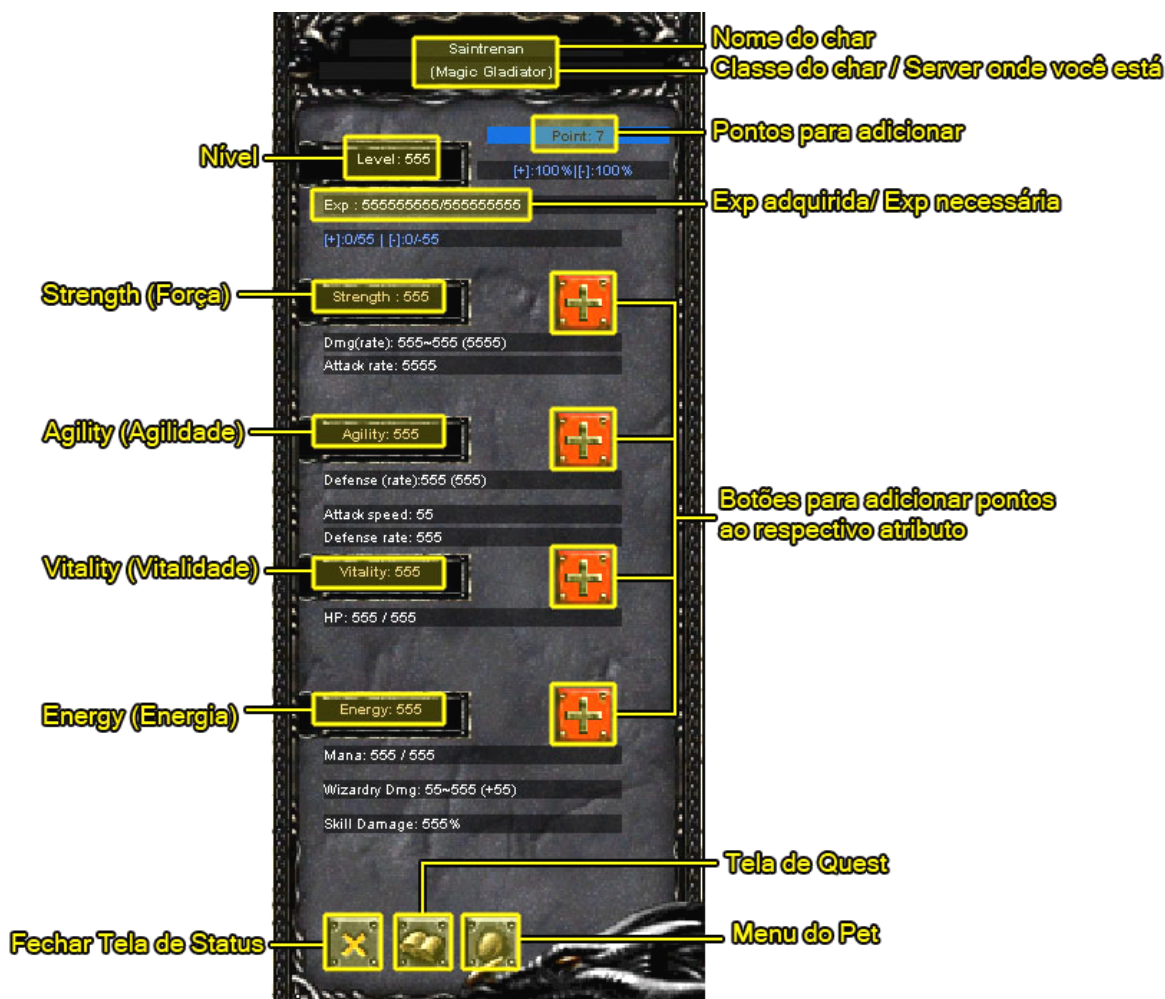 Saintrenan
(Magic Gladiator)
Nome do char
Classe do char / Server onde você está
Point: 7
Pontos para adicionar
Nível
Level: 555
[+]:100%|[-]:100%
Exp : 555555555/555555555
Exp adquirida/ Exp necessária
[+]:0/55 | [-]:0/-55
Strength (Força)
Strength : 555
Dmg(rate): 555~555 (5555)
Attack rate: 5555
Agility (Agilidade)
Agility: 555
Defense (rate):555 (555)
Attack speed: 55
Defense rate: 555
Botões para adicionar pontos
ao respectivo atributo
Vitality (Vitalidade)
Vitality: 555
HP: 555 / 555
Energy (Energia)
Energy: 555
Mana: 555 / 555
Wizardry Dmg: 55~555 (+55)
Skill Damage: 555%
Tela de Quest
Fechar Tela de Status
Menu do Pet